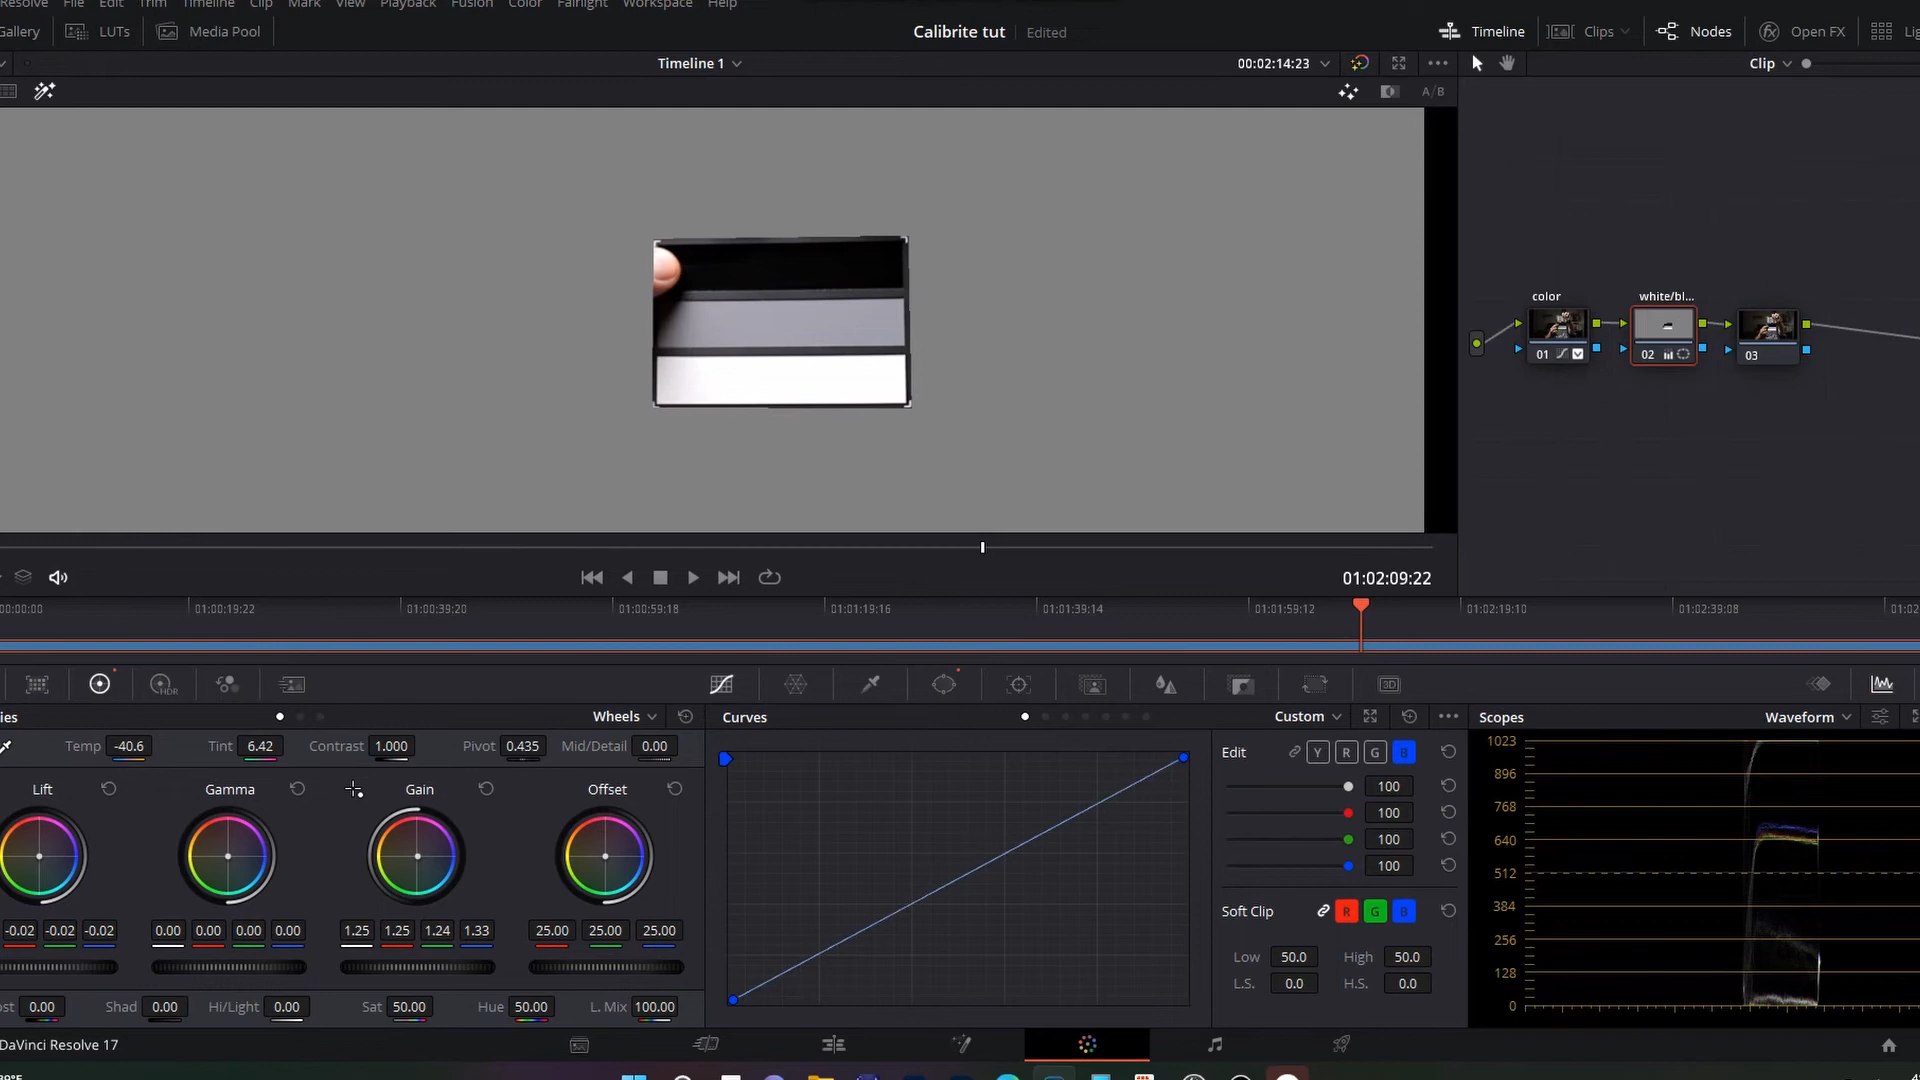 Resolve File Edit Trim Timeline Clip Mark View Playback Fusion Color Fairlight Workspace Help
Gallery LUTs Media Pool Calibrite tut Edited Timeline Clips Nodes Open FX
Timeline 1 00:02:14:23 Clip
A/B
color white/bl...
01 02 03
01:02:09:22
00:00:00 01:00:19:22 01:00:39:20 01:00:59:18 01:01:19:16 01:01:39:14 01:01:59:12 01:02:19:10 01:02:39:08 01:02
HDR 3D
ies Wheels Curves Custom Scopes Waveform
Temp -40.6 Tint 6.42 Contrast 1.000 Pivot 0.435 Mid/Detail 0.00
Edit Y R G B
Lift Gamma Gain Offset
100
100
100
100
-0.02 -0.02 -0.02 0.00 0.00 0.00 0.00 1.25 1.25 1.24 1.33 25.00 25.00 25.00
Soft Clip R G B
Low 50.0 High 50.0
L.S. 0.0 H.S. 0.0
ost 0.00 Shad 0.00 Hi/Light 0.00 Sat 50.00 Hue 50.00 L. Mix 100.00
1023
896
768
640
512
384
256
128
0
DaVinci Resolve 17